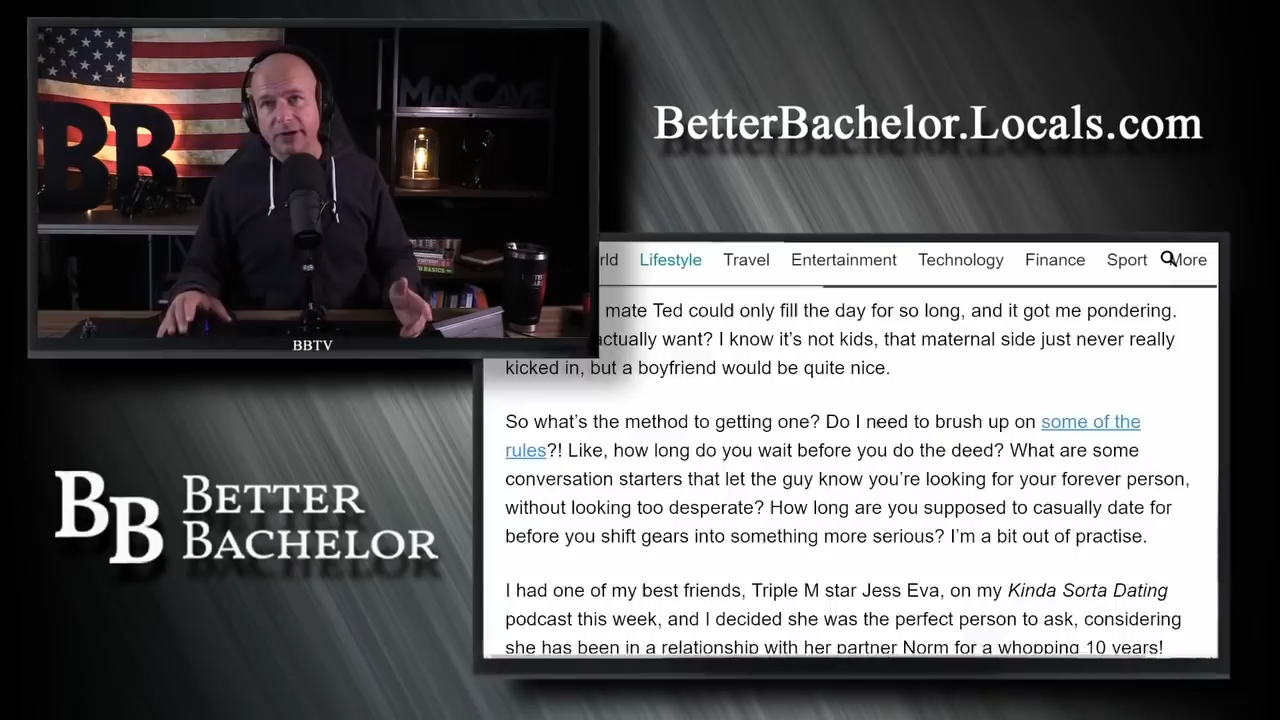 ManCave
BB
BBTV
BetterBachelor.Locals.com
Lifestyle Travel Entertainment Technology Finance Sport More
mate Ted could only fill the day for so long, and it got me pondering.
actually want? I know it’s not kids, that maternal side just never really
kicked in, but a boyfriend would be quite nice.
So what’s the method to getting one? Do I need to brush up on some of the
rules?! Like, how long do you wait before you do the deed? What are some
conversation starters that let the guy know you’re looking for your forever person,
without looking too desperate? How long are you supposed to casually date for
before you shift gears into something more serious? I’m a bit out of practise.
I had one of my best friends, Triple M star Jess Eva, on my Kinda Sorta Dating
podcast this week, and I decided she was the perfect person to ask, considering
she has been in a relationship with her partner Norm for a whopping 10 years!
BB
Better
Bachelor